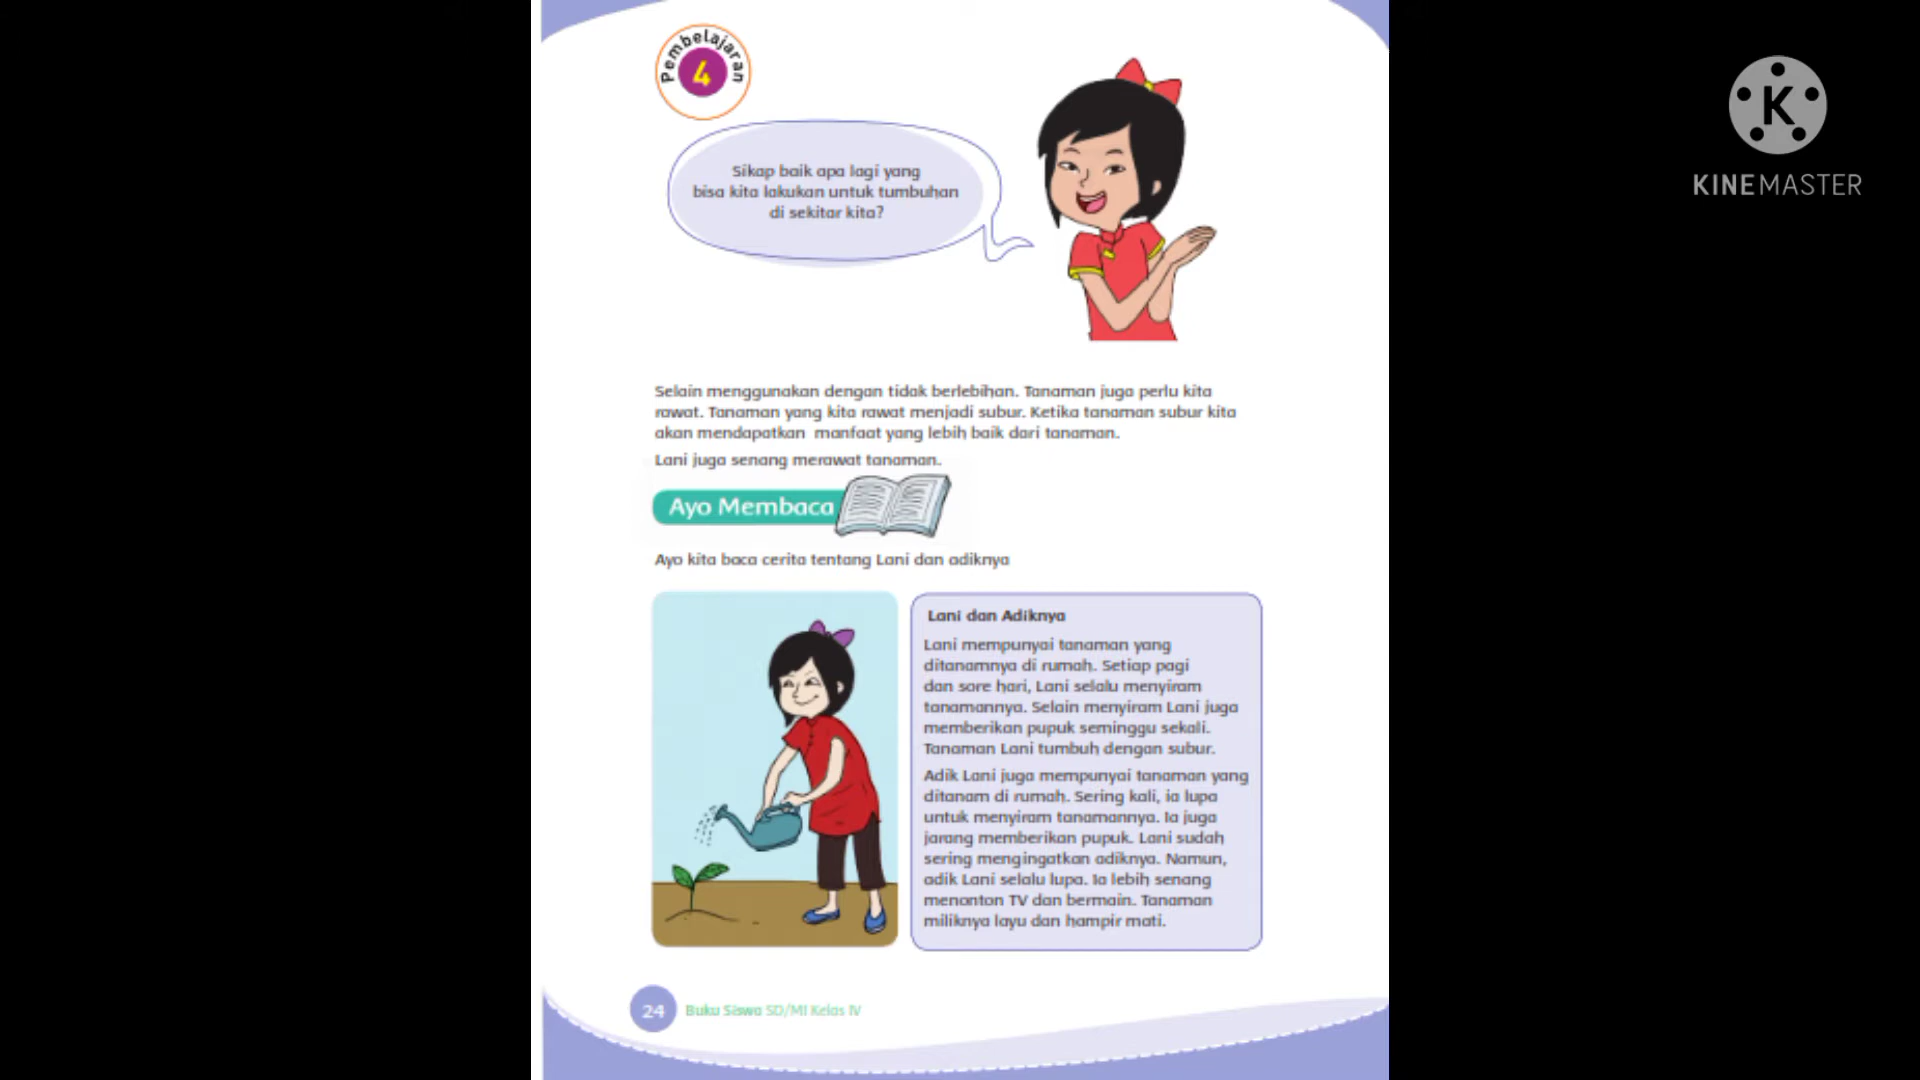 Pembelajaran
4
Sikap baik apa lagi yang
bisa kita lakukan untuk tumbuhan
di sekitar kita?
K
KINEMASTER
Selain menggunakan dengan tidak berlebihan. Tanaman juga perlu kita
rawat. Tanaman yang kita rawat menjadi subur. Ketika tanaman subur kita
akan mendapatkan manfaat yang lebih baik dari tanaman.
Lani juga senang merawat tanaman.
Ayo Membaca
Ayo kita baca cerita tentang Lani dan adiknya
Lani dan Adiknya
Lani mempunyai tanaman yang
ditanamnya di rumah. Setiap pagi
dan sore hari, Lani selalu menyiram
tanamannya. Selain menyiram Lani juga
memberikan pupuk seminggu sekali.
Tanaman Lani tumbuh dengan subur.
Adik Lani juga mempunyai tanaman yang
ditanam di rumah. Sering kali, ia lupa
untuk menyiram tanamannya. Ia juga
jarang memberikan pupuk. Lani sudah
sering mengingatkan adiknya. Namun,
adik Lani selalu lupa. Ia lebih senang
menonton TV dan bermain. Tanaman
miliknya layu dan hampir mati.
24
Buku Siswa SD/MI Kelas IV